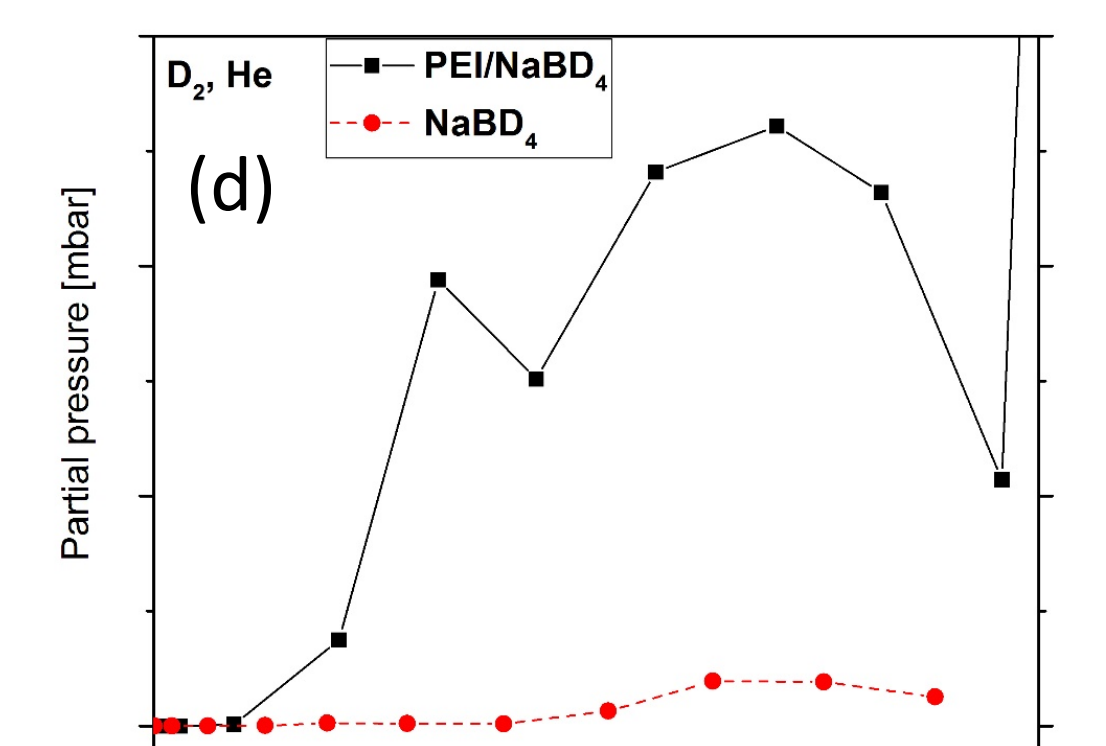 D₂, He
PEI/NaBD₄
NaBD₄
(d)
Partial pressure [mbar]